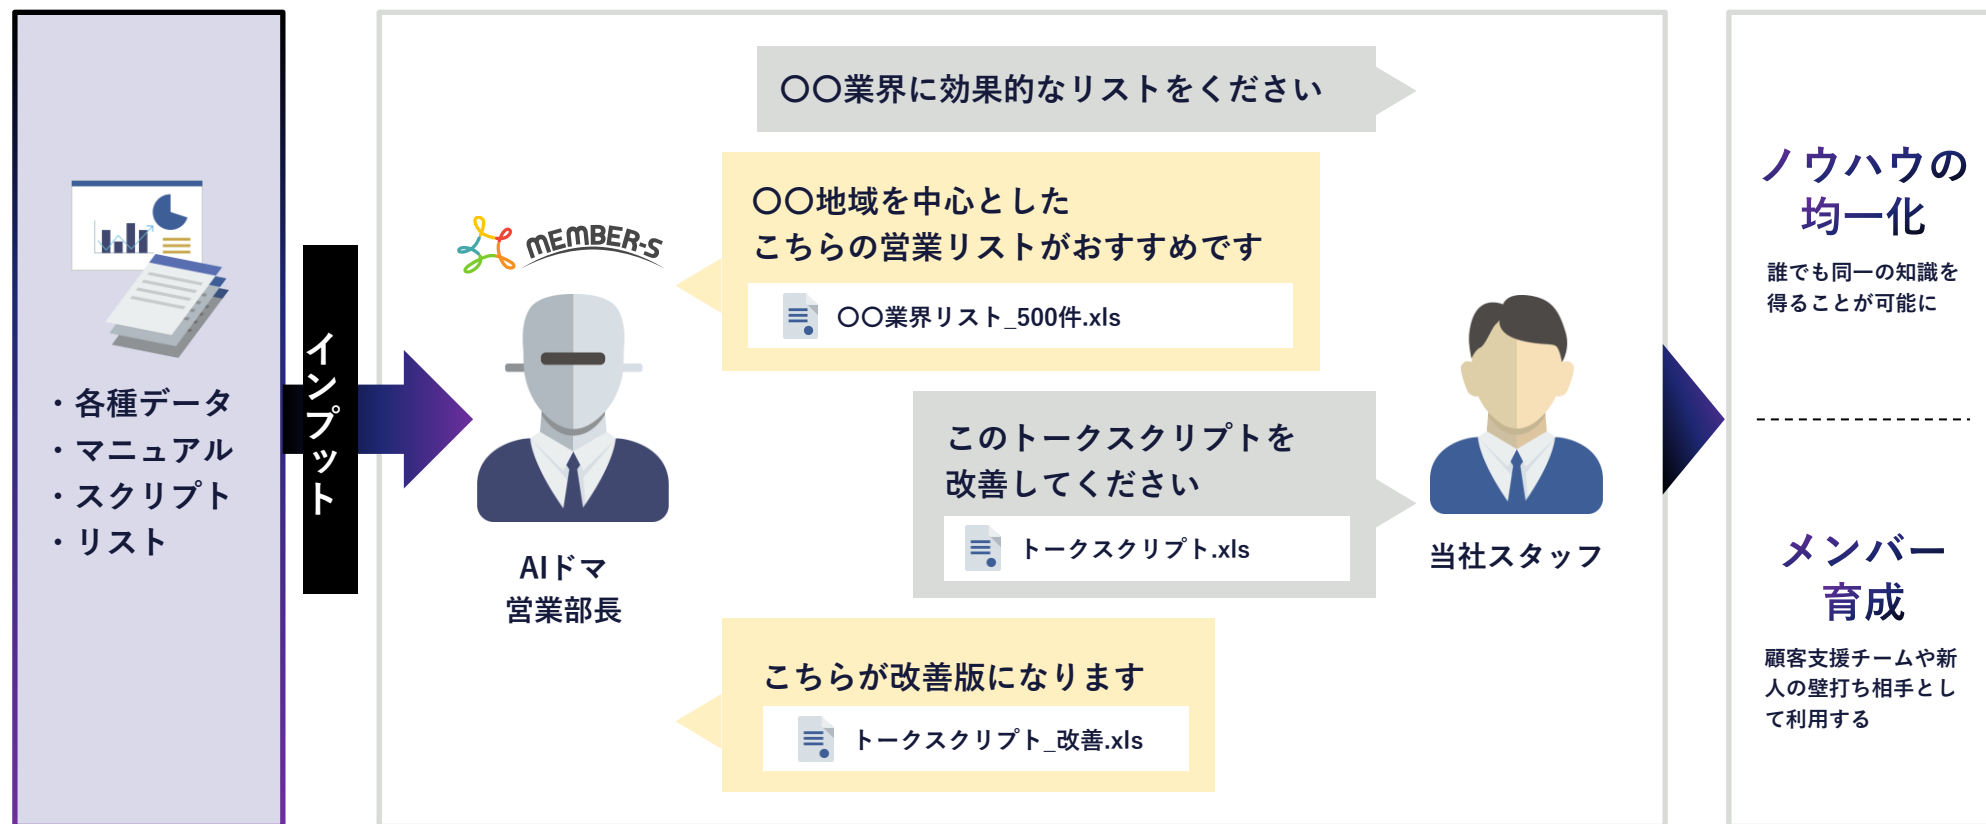 ・各種データ
・マニュアル
・スクリプト
・リスト
インプット
MEMBER-S
AIドマ
営業部長
〇〇業界に効果的なリストをください
〇〇地域を中心とした
こちらの営業リストがおすすめです
〇〇業界リスト_500件.xls
このトークスクリプトを
改善してください
トークスクリプト.xls
こちらが改善版になります
トークスクリプト_改善.xls
当社スタッフ
ノウハウの
均一化
誰でも同一の知識を
得ることが可能に
メンバー
育成
顧客支援チームや新
人の壁打ち相手とし
て利用する